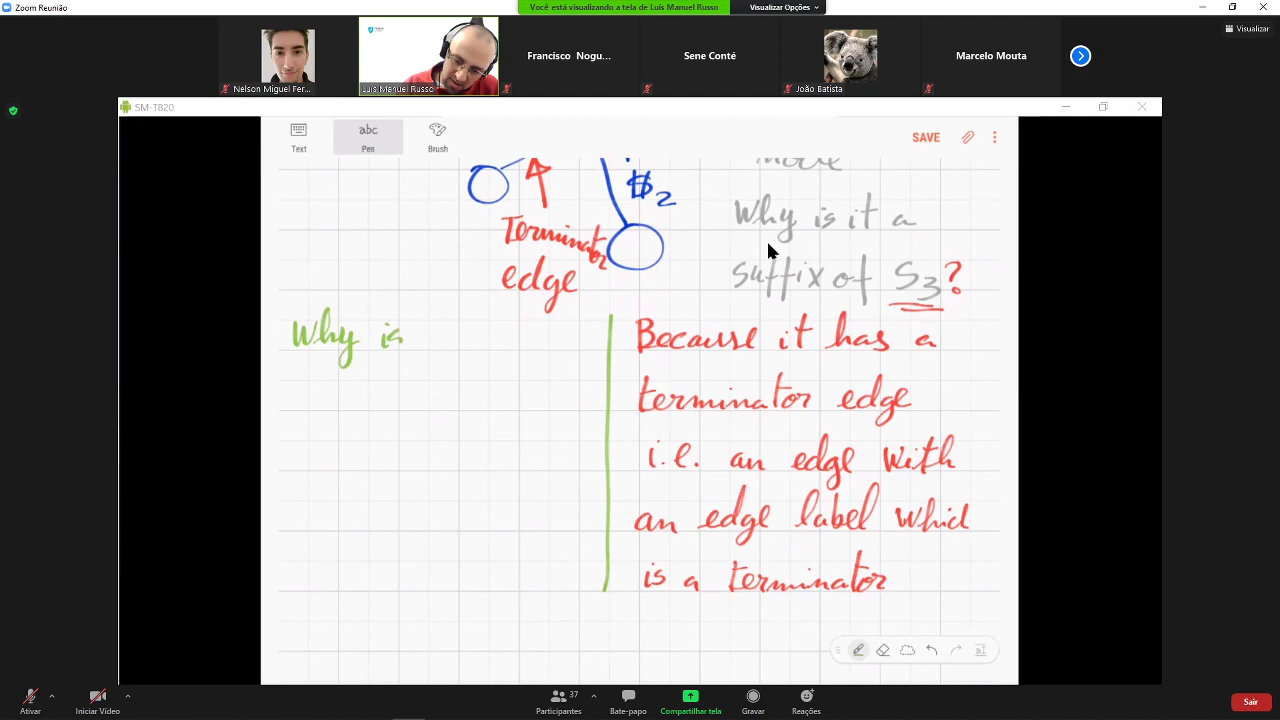 Zoom Reunião
Você está visualizando a tela de Luís Manuel Russo
Visualizar Opções
Visualizar
Nelson Miguel Fer...
Luís Manuel Russo
Francisco Nogu...
Sene Conté
João Batista
Marcelo Mouta
SM-T820
Text
abc
Pen
Brush
SAVE
$2
Terminator
edge
Why is it a
suffix of S3?
Why is
Because it has a
terminator edge
i.e. an edge with
an edge label which
is a terminator
Ativar
Iniciar Vídeo
37
Participantes
Bate-papo
Compartilhar tela
Gravar
Reações
Sair